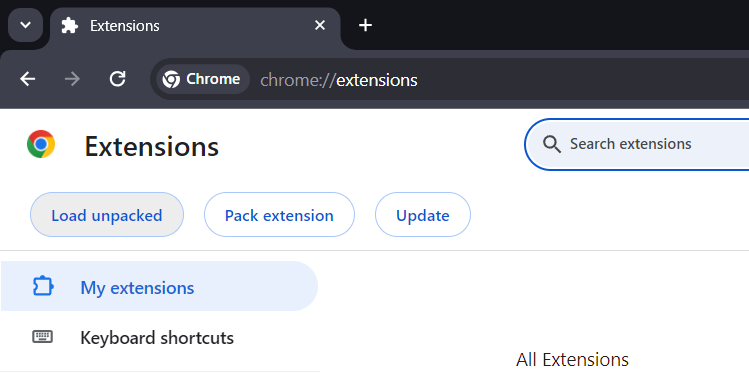 Extensions
Chrome chrome://extensions
Extensions
Search extensions
Load unpacked Pack extension Update
My extensions
Keyboard shortcuts
All Extensions